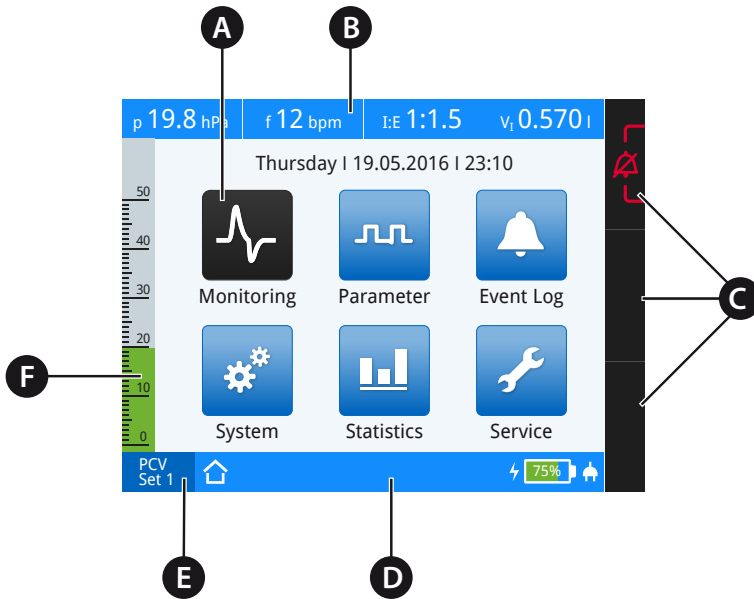 A
B
p 19.8 hPa f 12 bpm I:E 1:1.5 VI 0.570 l
Thursday I 19.05.2016 I 23:10
50
40
30
20
10
0
Monitoring Parameter Event Log
C
F
System Statistics Service
PCV
Set 1
75%
E
D